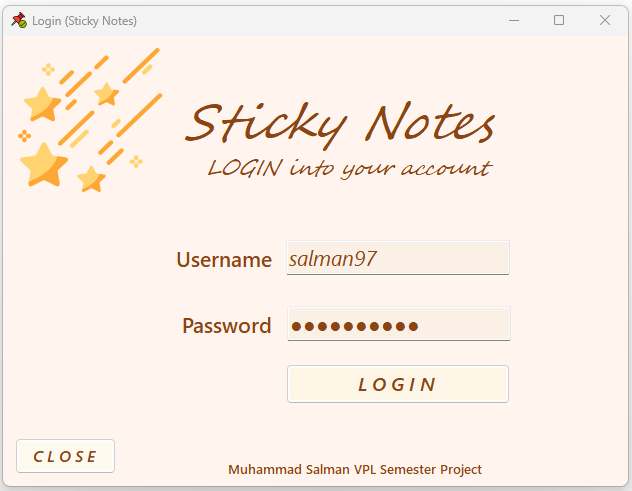 Login (Sticky Notes)
Sticky Notes
LOGIN into your account
Username
salman97
Password
●●●●●●●●●●
LOGIN
CLOSE
Muhammad Salman VPL Semester Project